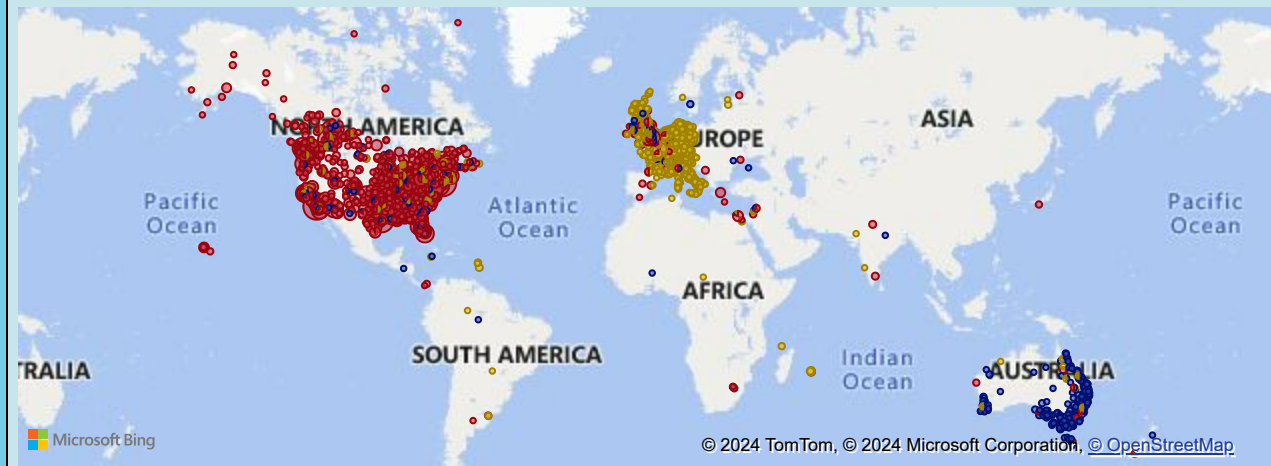 NORTH AMERICA
EUROPE
ASIA
Pacific
Ocean
Atlantic
Ocean
Pacific
Ocean
AFRICA
SOUTH AMERICA
Indian
Ocean
TRALIA
AUSTRALIA
Microsoft Bing
© 2024 TomTom, © 2024 Microsoft Corporation, © OpenStreetMap